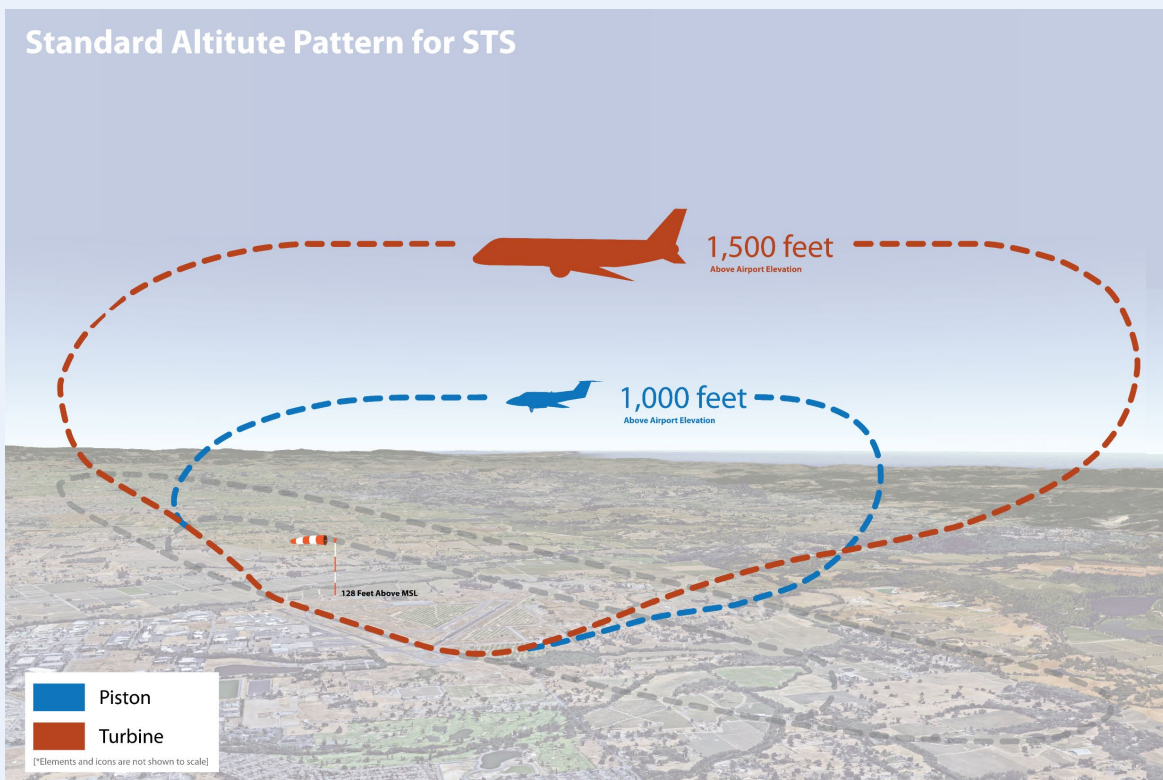 Standard Altitute Pattern for STS
1,500 feet
Above Airport Elevation
1,000 feet
Above Airport Elevation
128 Feet Above MSL
Piston
Turbine
[*Elements and icons are not shown to scale]